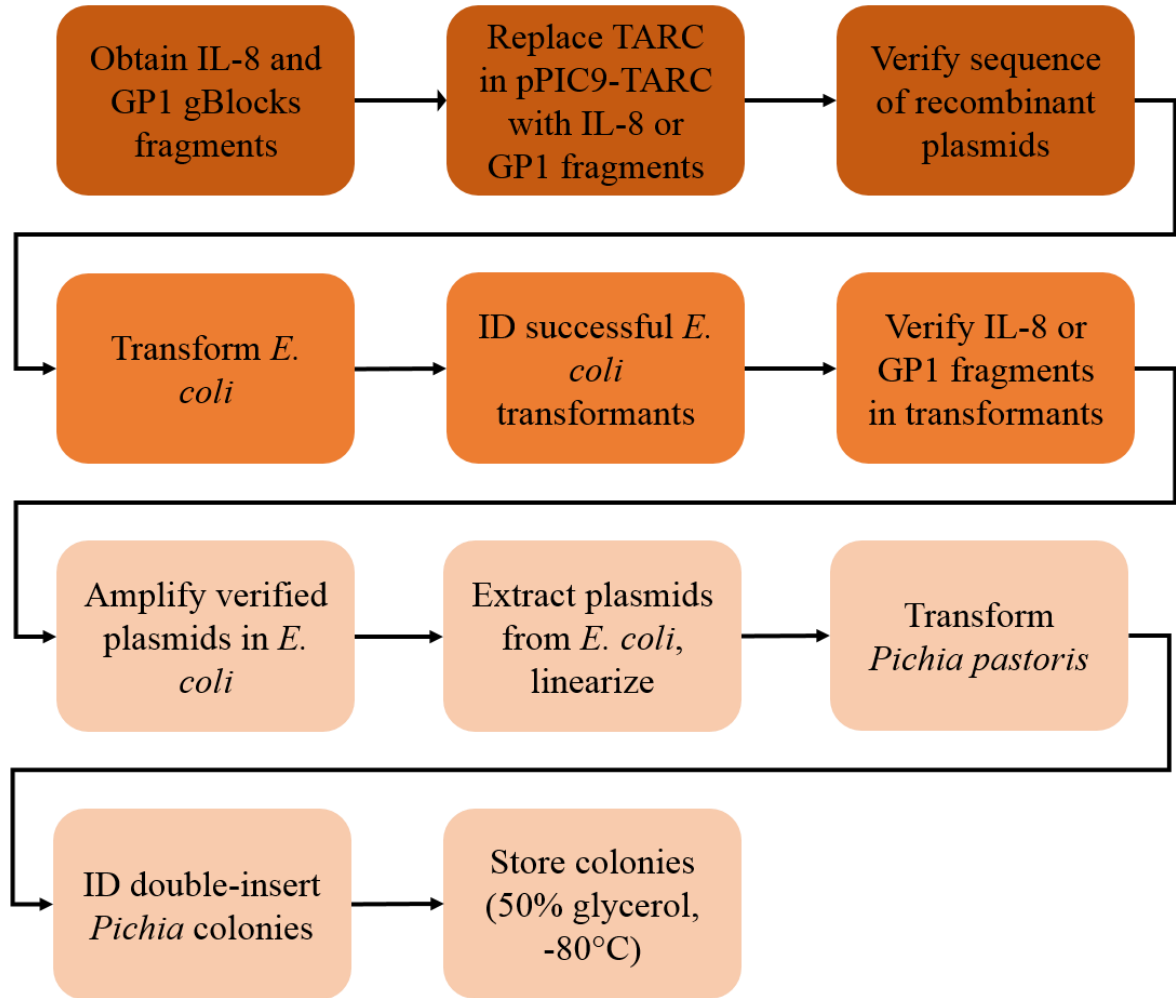 Obtain IL-8 and
GP1 gBlocks
fragments
Replace TARC
in pPIC9-TARC
with IL-8 or
GP1 fragments
Verify sequence
of recombinant
plasmids
Transform E.
coli
ID successful E.
coli
transformants
Verify IL-8 or
GP1 fragments
in transformants
Amplify verified
plasmids in E.
coli
Extract plasmids
from E. coli,
linearize
Transform
Pichia pastoris
ID double-insert
Pichia colonies
Store colonies
(50% glycerol,
-80°C)